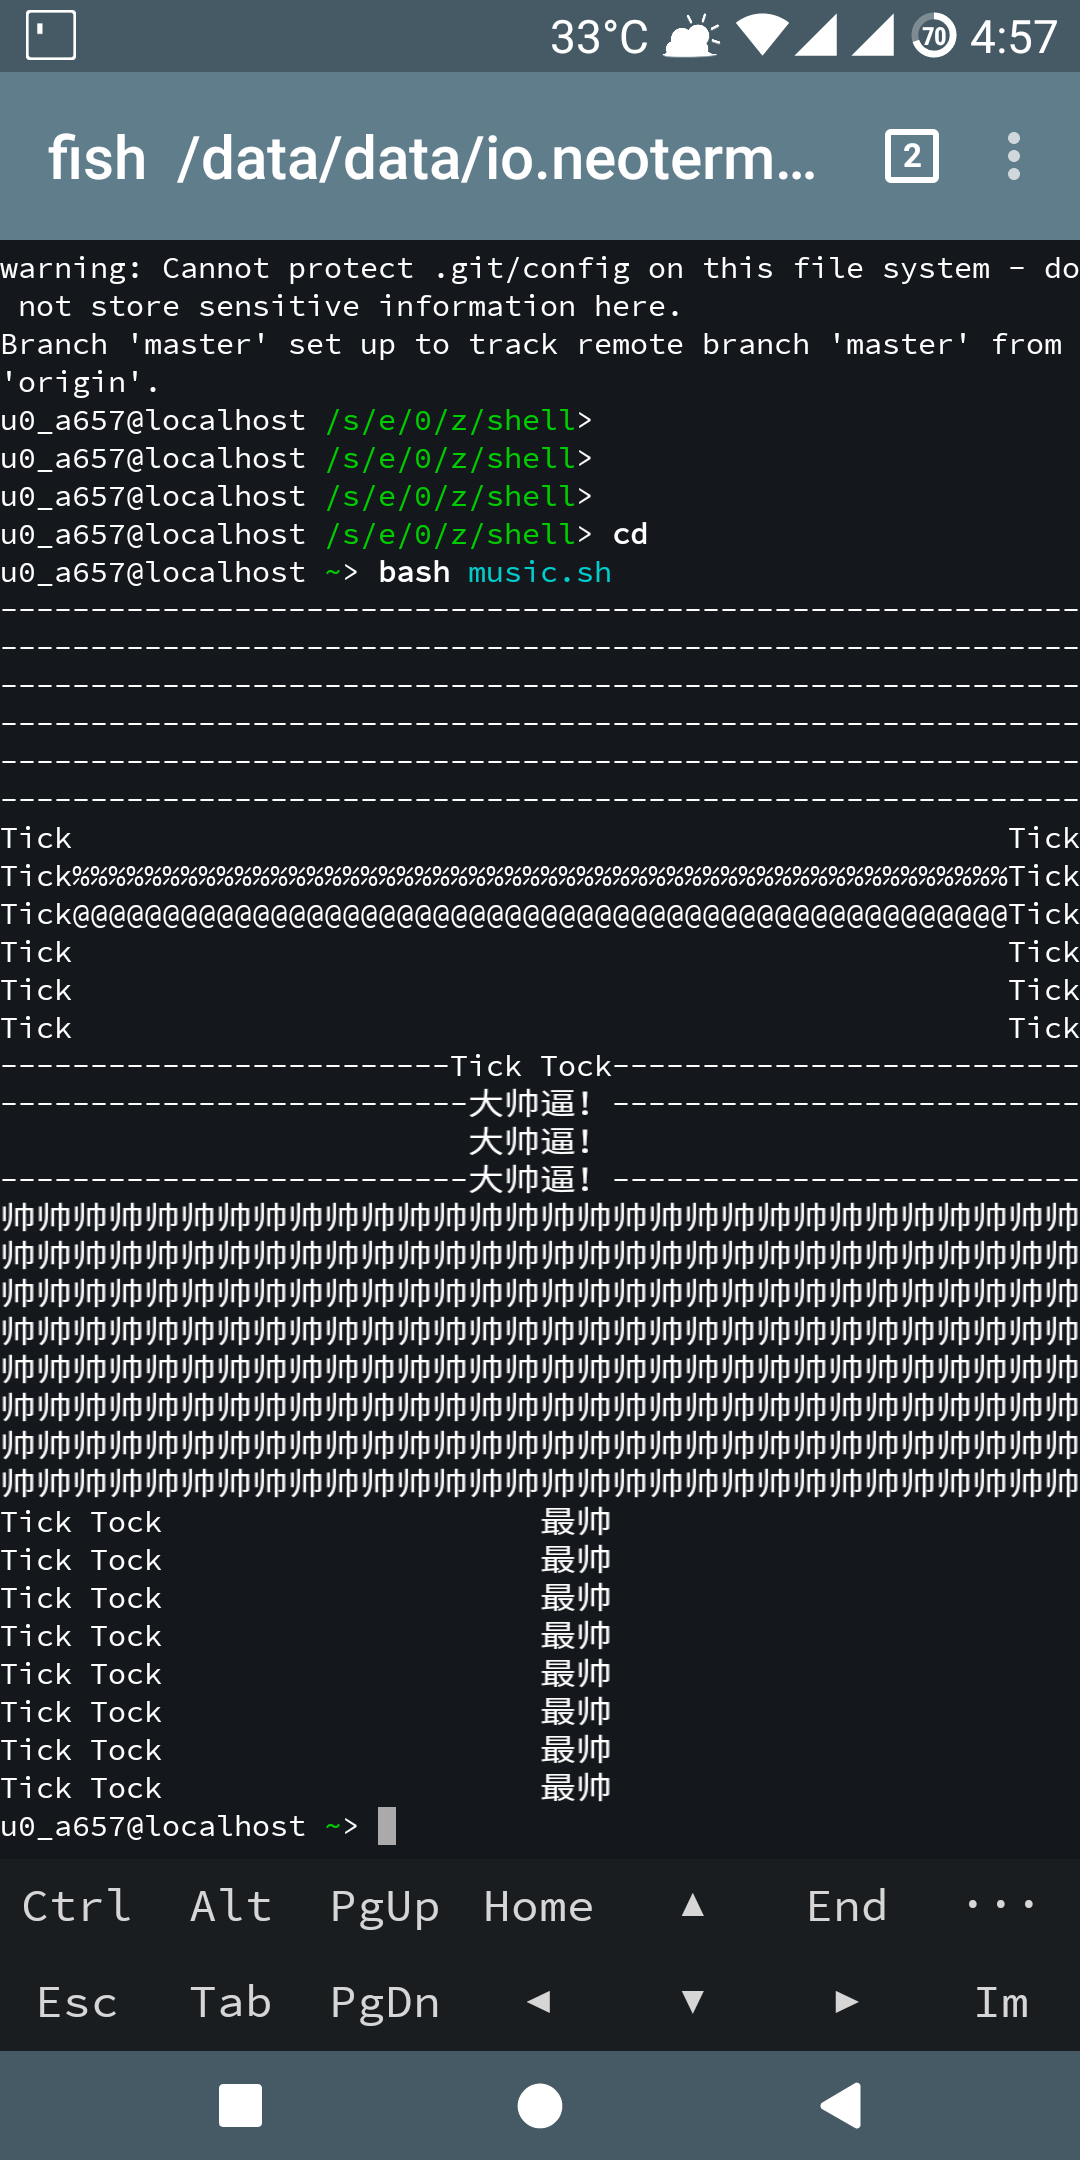 33°C 70 4:57
fish /data/data/io.neoterm... 2
warning: Cannot protect .git/config on this file system - do
not store sensitive information here.
Branch 'master' set up to track remote branch 'master' from
'origin'.
u0_a657@localhost /s/e/0/z/shell>
u0_a657@localhost /s/e/0/z/shell>
u0_a657@localhost /s/e/0/z/shell>
u0_a657@localhost /s/e/0/z/shell> cd
u0_a657@localhost ~> bash music.sh
------------------------------------------------------------
------------------------------------------------------------
------------------------------------------------------------
------------------------------------------------------------
------------------------------------------------------------
------------------------------------------------------------
Tick Tick
Tick%%%%%%%%%%%%%%%%%%%%%%%%%%%%%%%%%%%%%%%%%%%%%%%%%%%%Tick
Tick@@@@@@@@@@@@@@@@@@@@@@@@@@@@@@@@@@@@@@@@@@@@@@@@@@@@Tick
Tick Tick
Tick Tick
Tick Tick
-------------------------Tick Tock--------------------------
--------------------------大帅逼！--------------------------
大帅逼！
--------------------------大帅逼！--------------------------
帅帅帅帅帅帅帅帅帅帅帅帅帅帅帅帅帅帅帅帅帅帅帅帅帅帅帅帅帅帅
帅帅帅帅帅帅帅帅帅帅帅帅帅帅帅帅帅帅帅帅帅帅帅帅帅帅帅帅帅帅
帅帅帅帅帅帅帅帅帅帅帅帅帅帅帅帅帅帅帅帅帅帅帅帅帅帅帅帅帅帅
帅帅帅帅帅帅帅帅帅帅帅帅帅帅帅帅帅帅帅帅帅帅帅帅帅帅帅帅帅帅
帅帅帅帅帅帅帅帅帅帅帅帅帅帅帅帅帅帅帅帅帅帅帅帅帅帅帅帅帅帅
帅帅帅帅帅帅帅帅帅帅帅帅帅帅帅帅帅帅帅帅帅帅帅帅帅帅帅帅帅帅
帅帅帅帅帅帅帅帅帅帅帅帅帅帅帅帅帅帅帅帅帅帅帅帅帅帅帅帅帅帅
帅帅帅帅帅帅帅帅帅帅帅帅帅帅帅帅帅帅帅帅帅帅帅帅帅帅帅帅帅帅
Tick Tock 最帅
Tick Tock 最帅
Tick Tock 最帅
Tick Tock 最帅
Tick Tock 最帅
Tick Tock 最帅
Tick Tock 最帅
Tick Tock 最帅
u0_a657@localhost ~>
Ctrl Alt PgUp Home ▲ End ···
Esc Tab PgDn ◀ ▼ ▶ Im